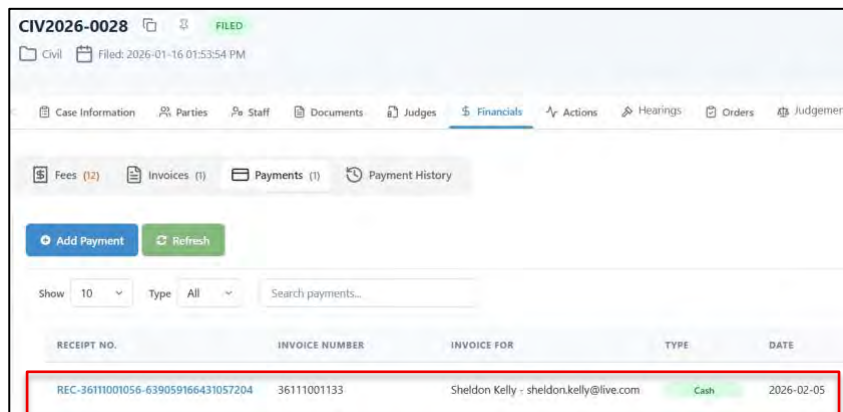 CIV2026-0028 FILED
Civil Filed: 2026-01-16 01:53:54 PM
Case Information Parties Staff Documents Judges Financials Actions Hearings Orders Judgemen
Fees (12) Invoices (1) Payments (1) Payment History
Add Payment Refresh
Show 10 Type All Search payments...
RECEIPT NO. INVOICE NUMBER INVOICE FOR TYPE DATE
REC-36111001056-639059166431057204 36111001133 Sheldon Kelly - sheldon.kelly@live.com Cash 2026-02-05